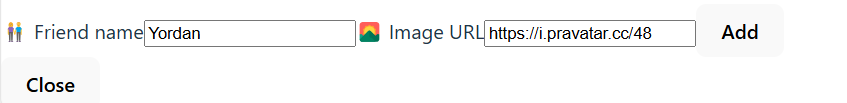 👫 Friend name Yordan 🌄 Image URL https://i.pravatar.cc/48 Add
Close